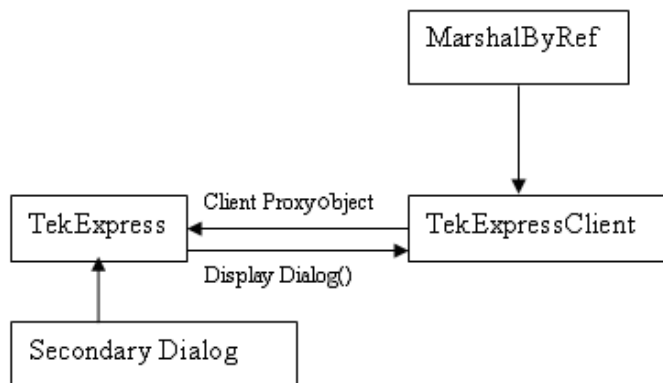 MarshalByRef
Client ProxyObject
TekExpress
TekExpressClient
Display Dialog()
Secondary Dialog